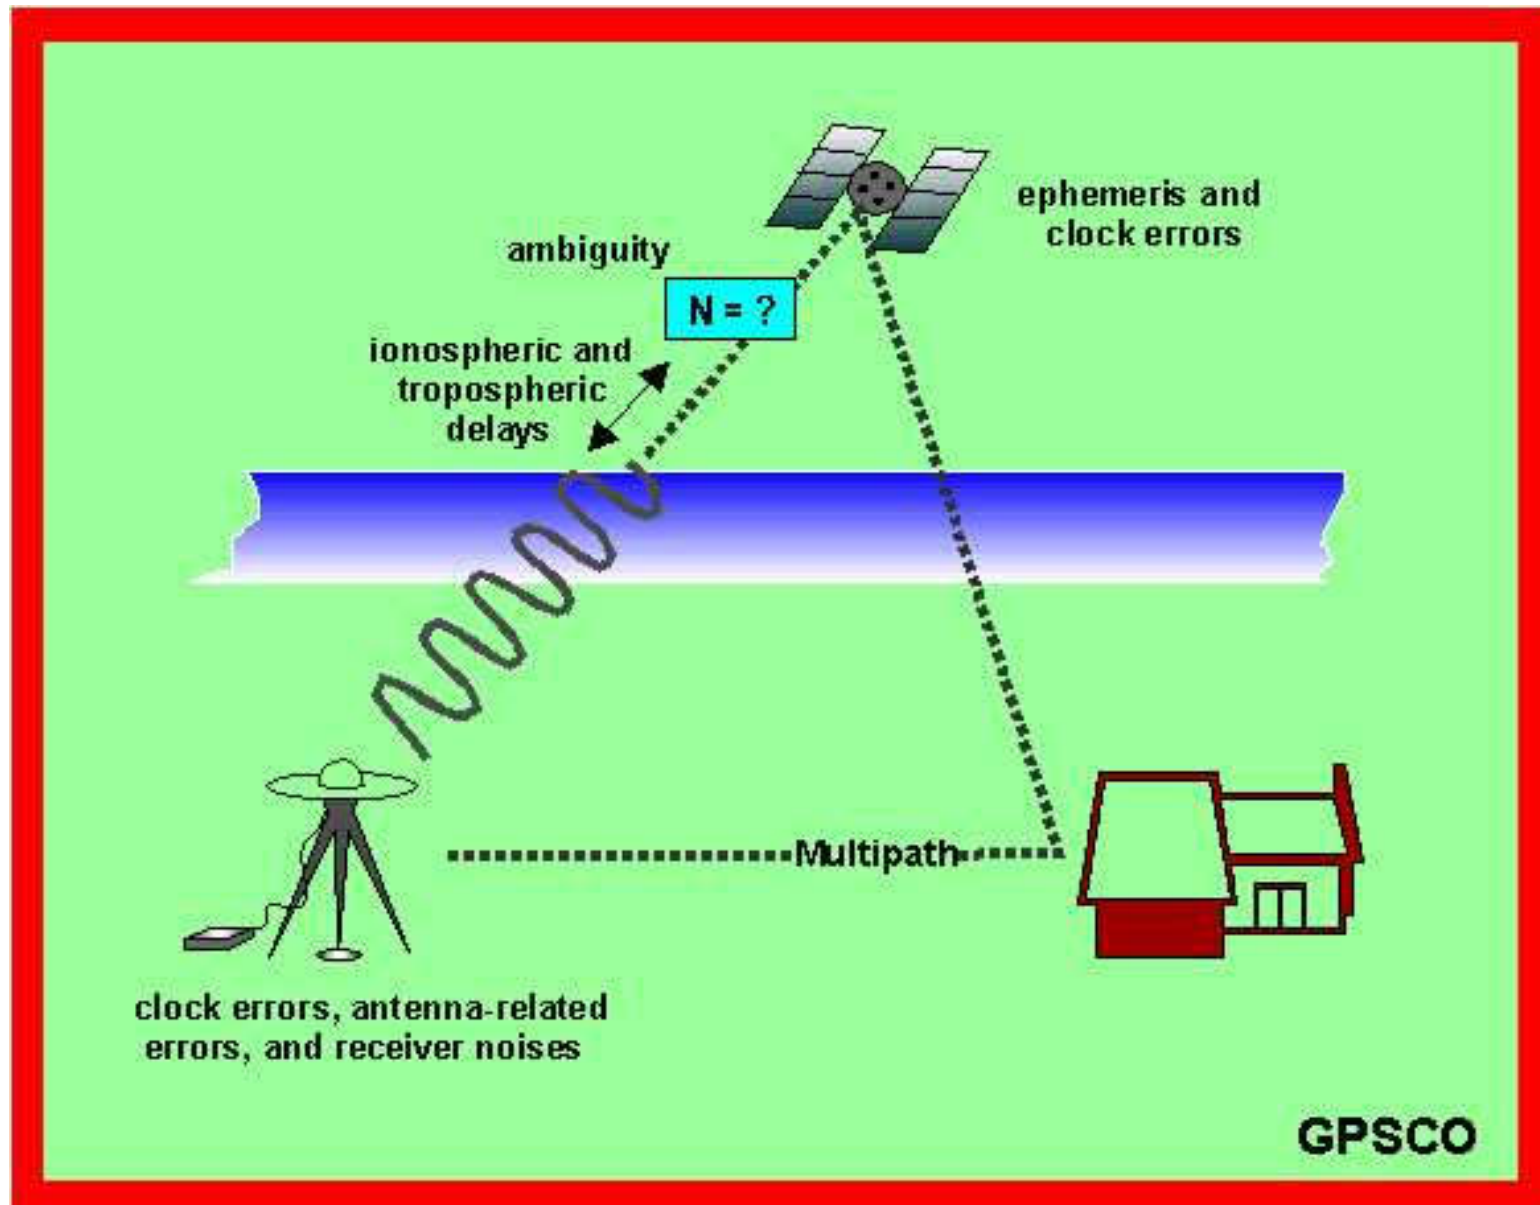 ephemeris and
clock errors
ambiguity
N = ?
ionospheric and
tropospheric
delays
Multipath
clock errors, antenna-related
errors, and receiver noises
GPSCO